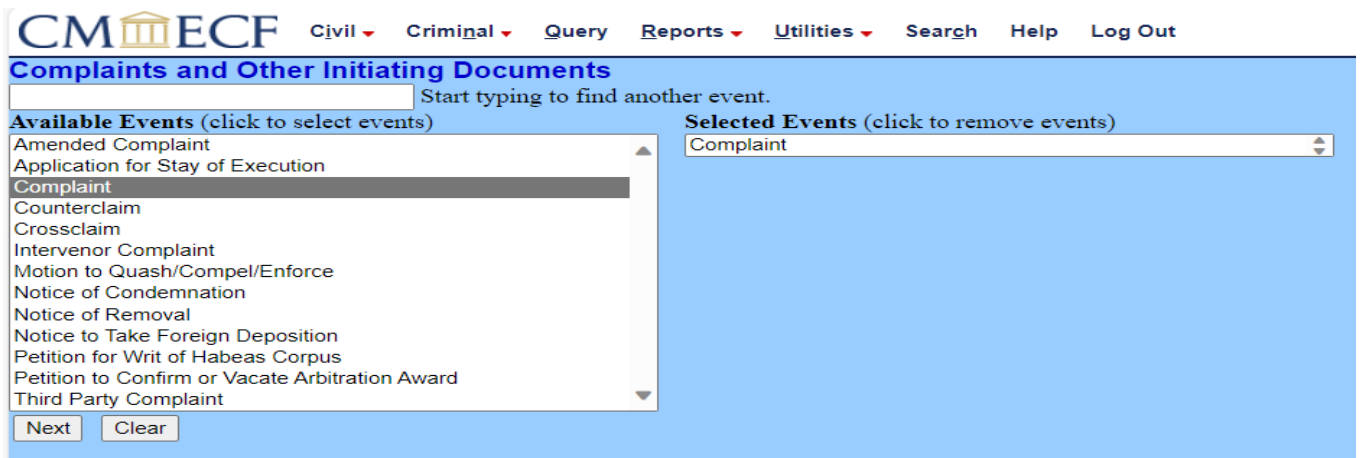 CM ECF Civil Criminal Query Reports Utilities Search Help Log Out
Complaints and Other Initiating Documents
Start typing to find another event.
Available Events (click to select events) Selected Events (click to remove events)
Amended Complaint Complaint
Application for Stay of Execution
Complaint
Counterclaim
Crossclaim
Intervenor Complaint
Motion to Quash/Compel/Enforce
Notice of Condemnation
Notice of Removal
Notice to Take Foreign Deposition
Petition for Writ of Habeas Corpus
Petition to Confirm or Vacate Arbitration Award
Third Party Complaint
Next Clear